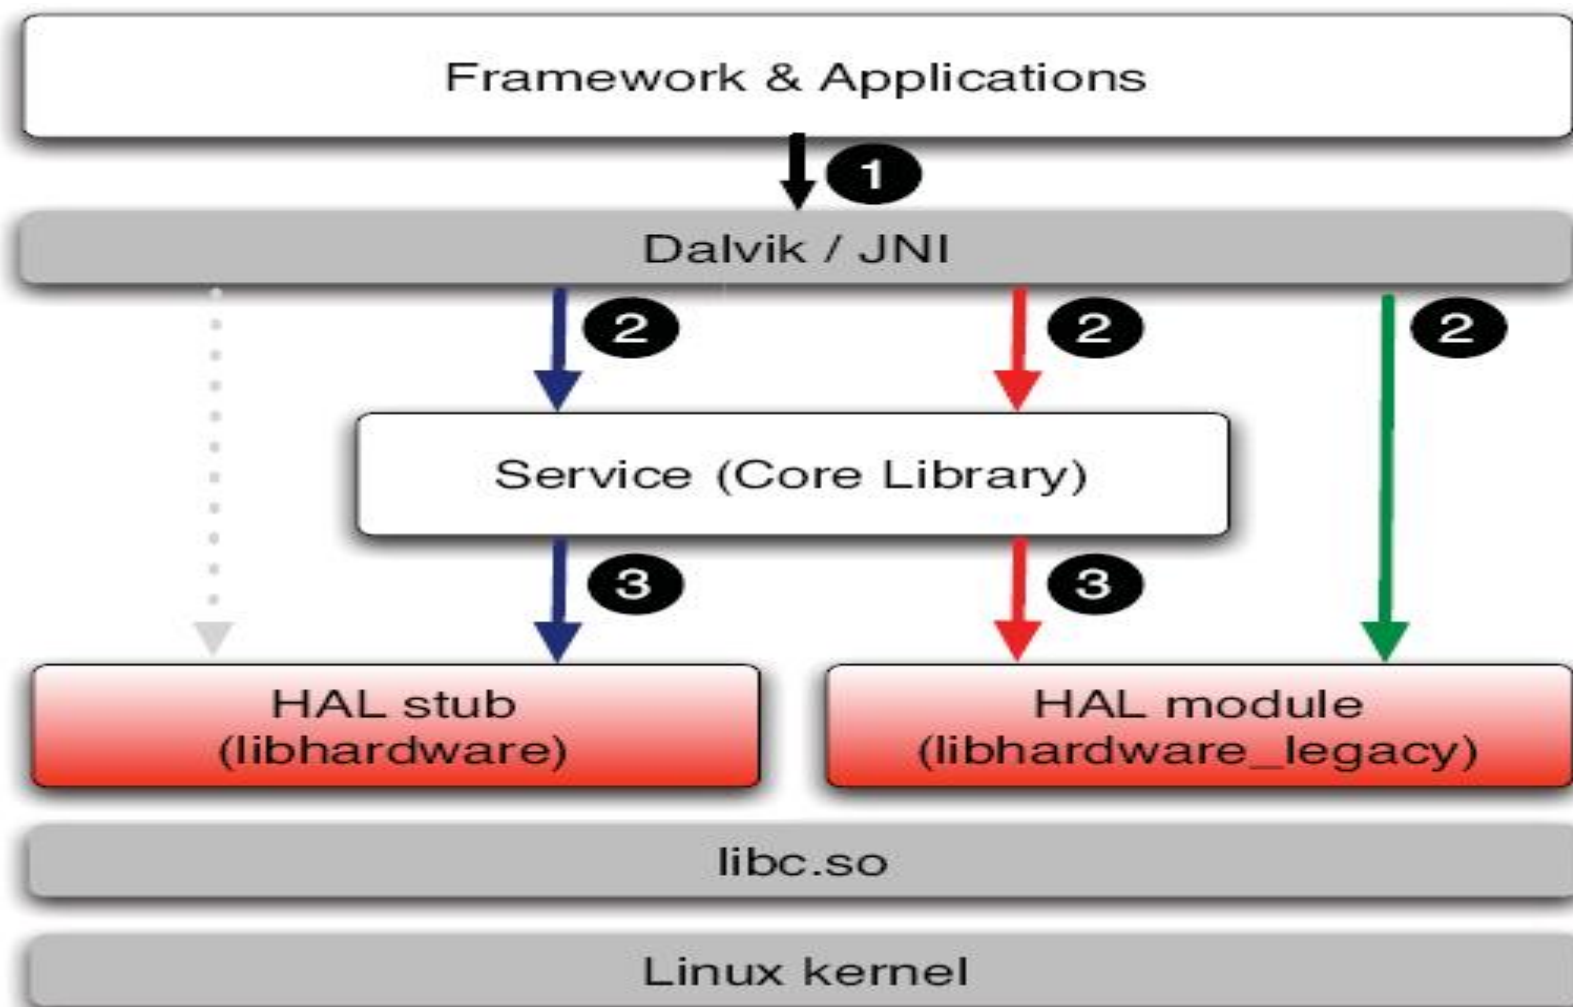 Framework & Applications
1
Dalvik / JNI
2
2
2
Service (Core Library)
3
3
HAL stub
(libhardware)
HAL module
(libhardware_legacy)
libc.so
Linux kernel